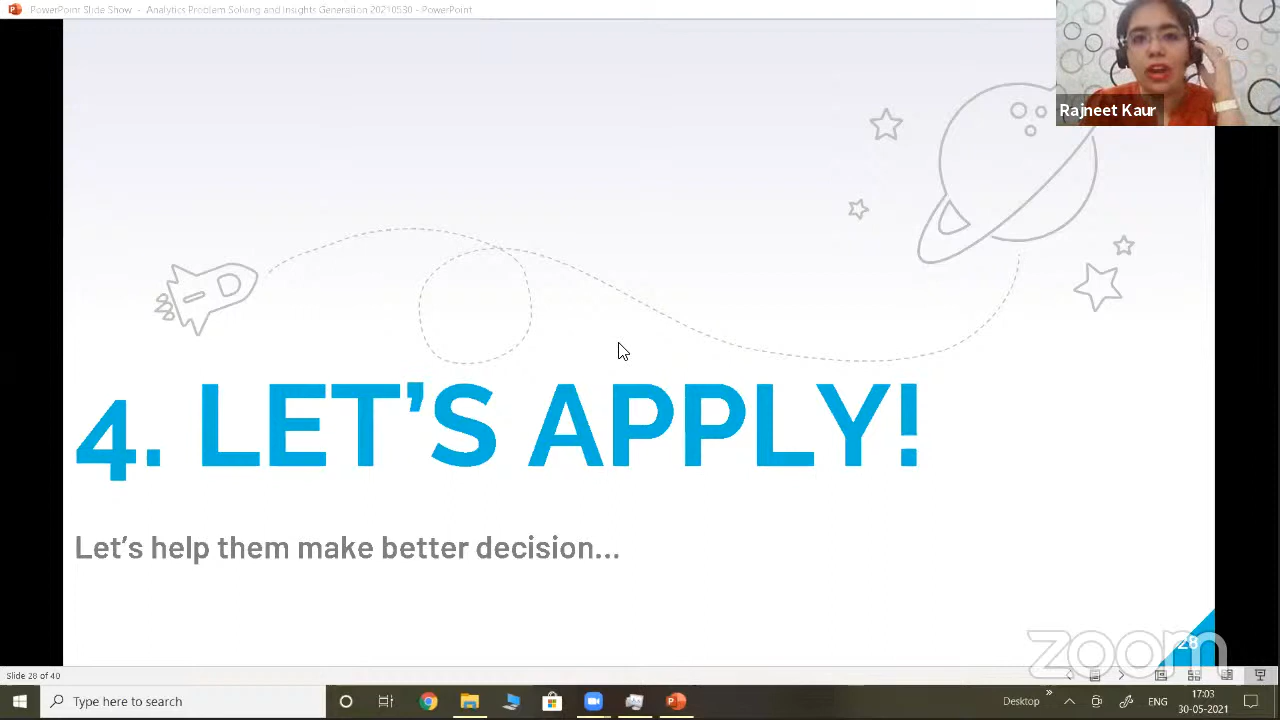 PowerPoint Slide Show - Analytics Problem Solving and Insights Generation 20210530 - PowerPoint
Rajneet Kaur
4. LET’S APPLY!
Let’s help them make better decision...
28
zoom
Slide 28 of 40
Type here to search
Desktop
ENG
17:03
30-05-2021